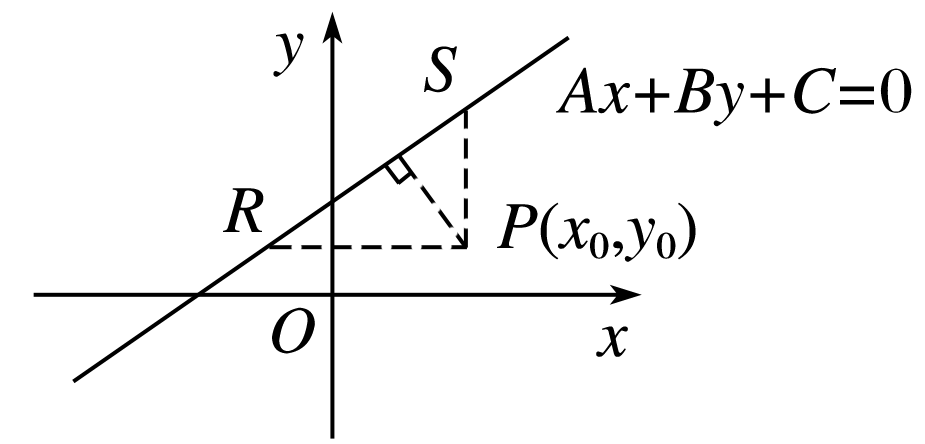 y
S
Ax+By+C=0
R
P(x₀,y₀)
O
x